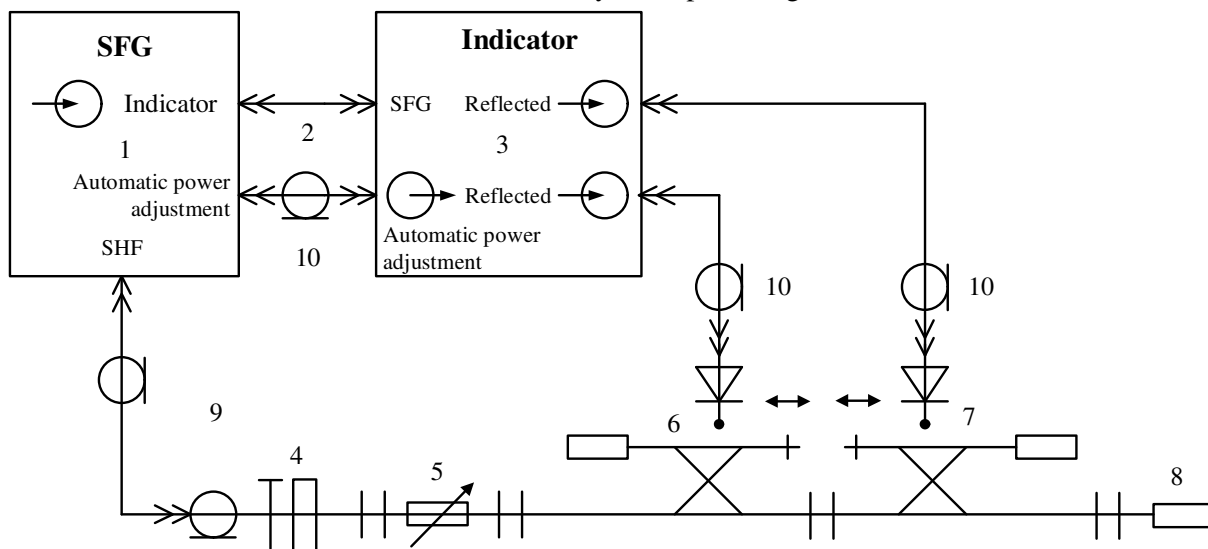 SFG
Indicator
1
Automatic power
adjustment
SHF
2
10
Indicator
SFG
Reflected
3
Reflected
Automatic power
adjustment
10
10
9
4
5
6
7
8